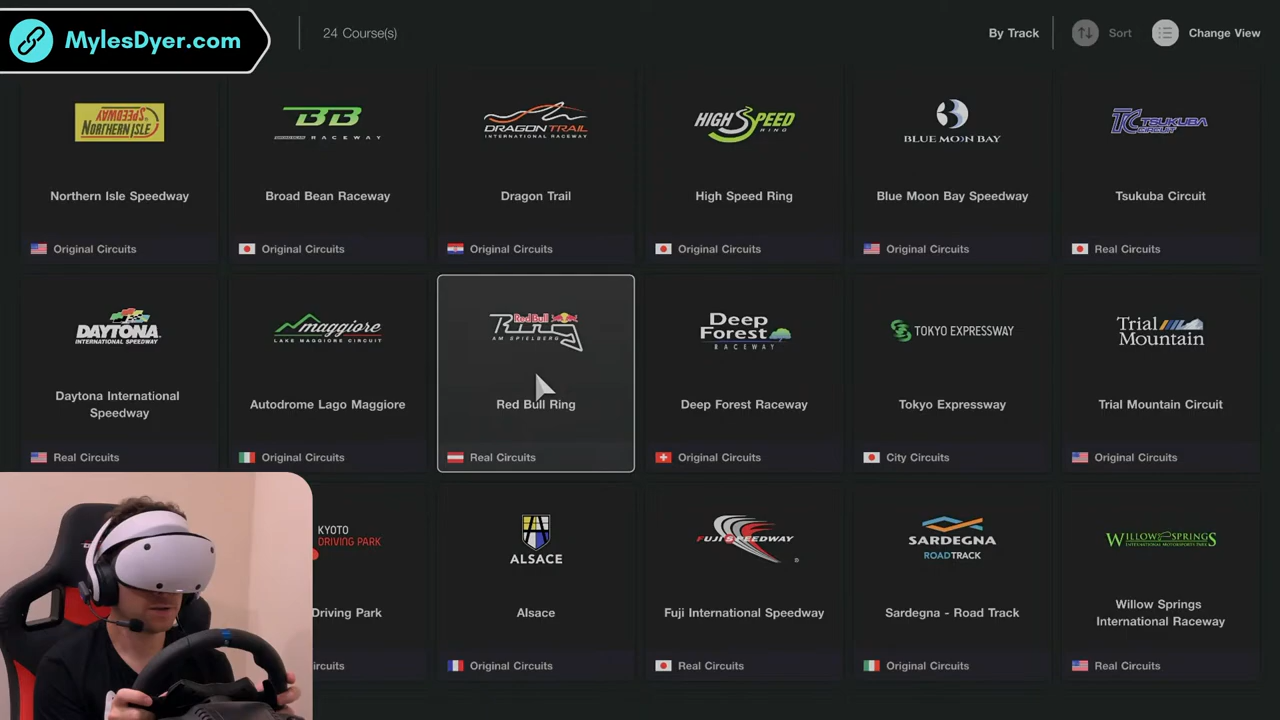 MylesDyer.com
24 Course(s)
By Track
Sort
Change View
NORTHERN ISLE
SPEEDWAY
BB
RACEWAY
DRAGON TRAIL
INTERNATIONAL RACEWAY
HIGH SPEED
RING
BLUE MOON BAY
SPEEDWAY
TC TSUKUBA
CIRCUIT
Northern Isle Speedway
Broad Bean Raceway
Dragon Trail
High Speed Ring
Blue Moon Bay Speedway
Tsukuba Circuit
Original Circuits
Original Circuits
Original Circuits
Original Circuits
Original Circuits
Real Circuits
DAYTONA
INTERNATIONAL SPEEDWAY
maggiore
LAKE MAGGIORE CIRCUIT
Red Bull
Ring
AM SPIELBERG
Deep
Forest
RACEWAY
TOKYO EXPRESSWAY
Trial
Mountain
Daytona International
Speedway
Autodrome Lago Maggiore
Red Bull Ring
Deep Forest Raceway
Tokyo Expressway
Trial Mountain Circuit
Real Circuits
Original Circuits
Real Circuits
Original Circuits
City Circuits
Original Circuits
KYOTO
DRIVING PARK
ALSACE
FUJI SPEEDWAY
SARDEGNA
ROAD TRACK
WILLOW SPRINGS
INTERNATIONAL MOTORSPORTS PARK
Driving Park
Alsace
Fuji International Speedway
Sardegna - Road Track
Willow Springs
International Raceway
Original Circuits
Real Circuits
Original Circuits
Real Circuits